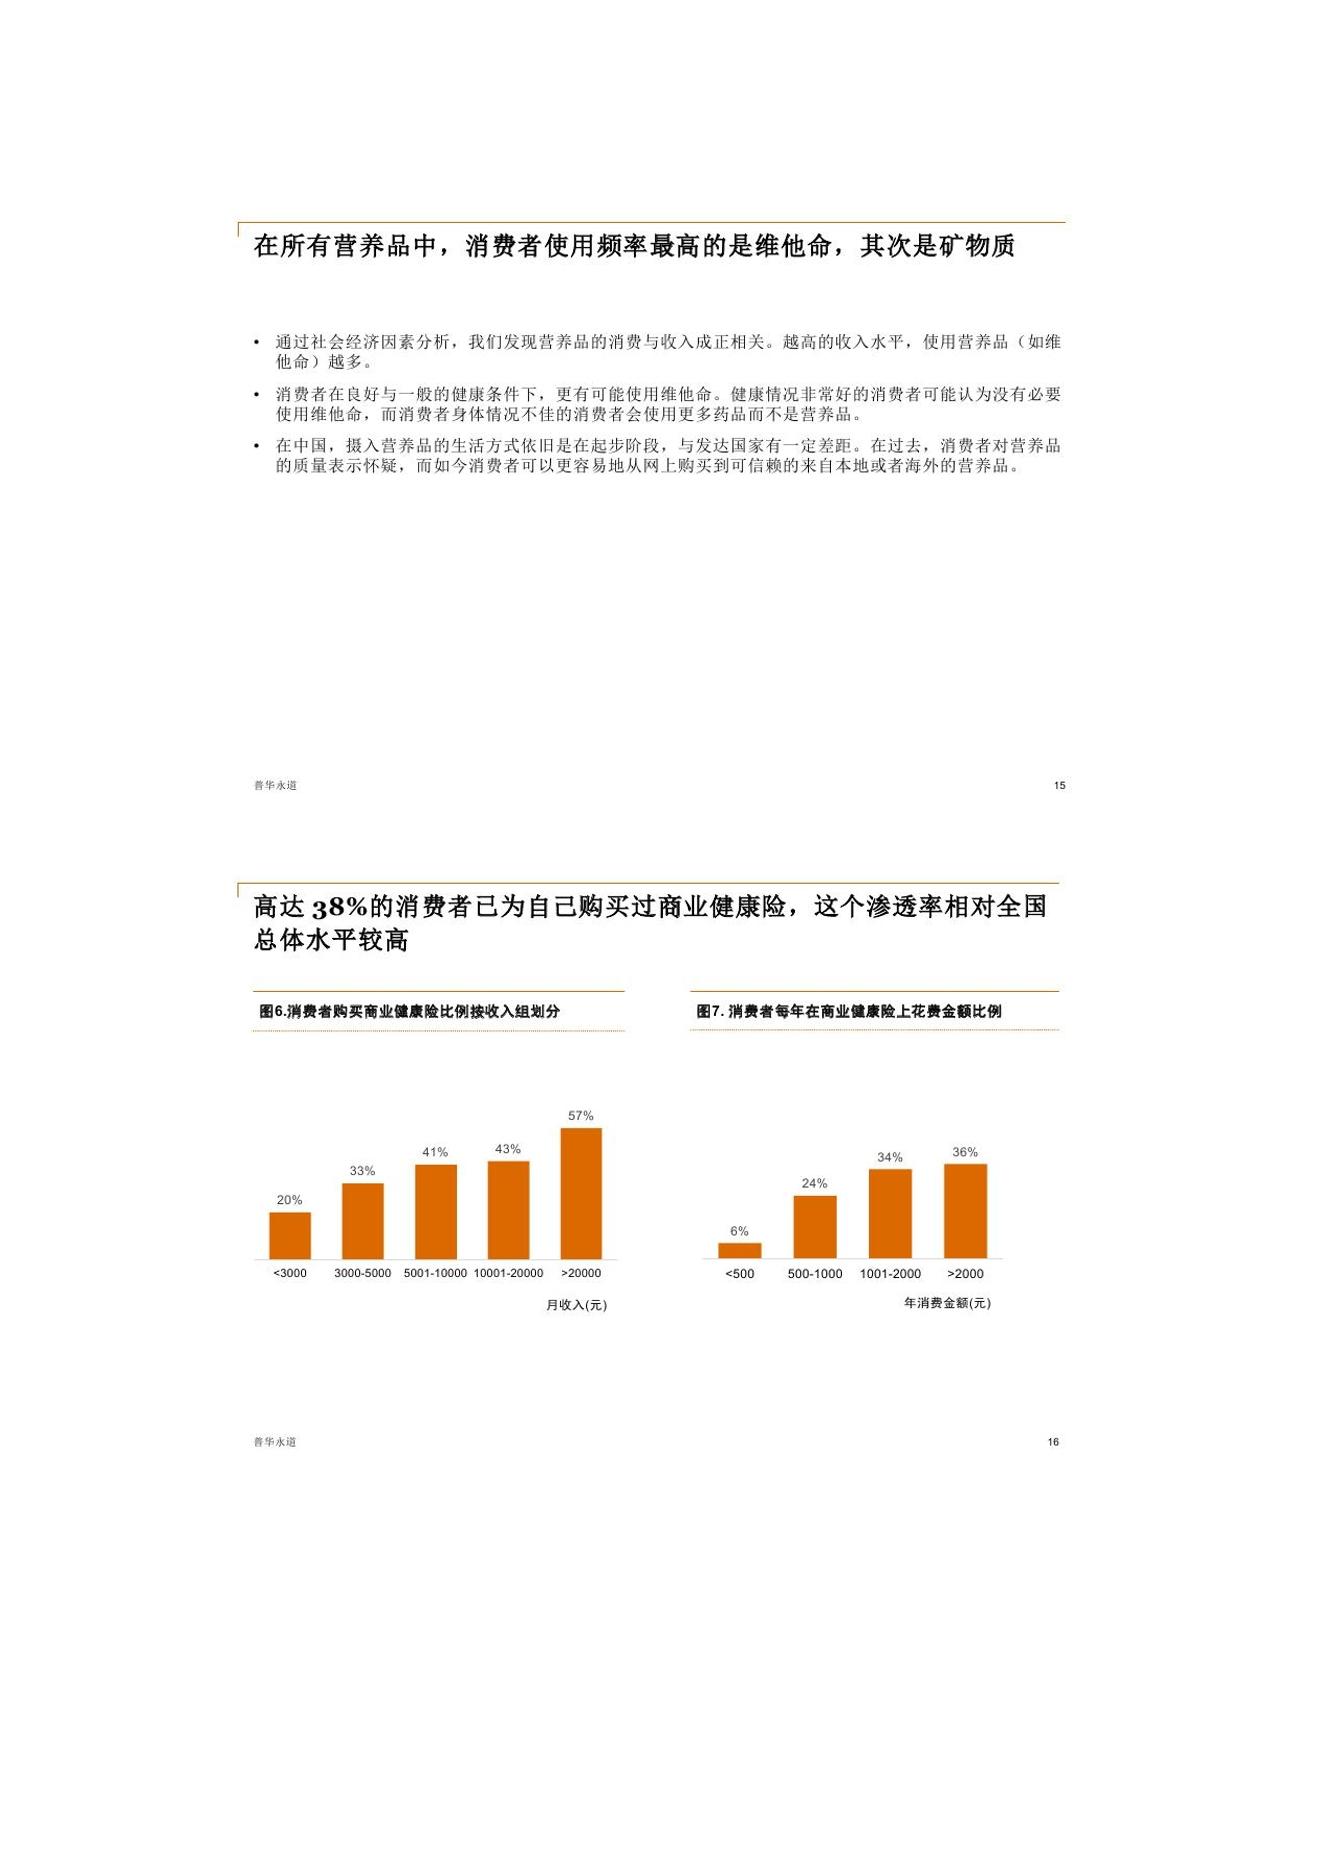 在所有营养品中，消费者使用频率最高的是维他命，其次是矿物质
• 通过社会经济因素分析，我们发现营养品的消费与收入成正相关。越高的收入水平，使用营养品（如维
他命）越多。
• 消费者在良好与一般的健康条件下，更有可能使用维他命。健康情况非常好的消费者可能认为没有必要
使用维他命，而消费者身体情况不佳的消费者会使用更多药品而不是营养品。
• 在中国，摄入营养品的生活方式依旧是在起步阶段，与发达国家有一定差距。在过去，消费者对营养品
的质量表示怀疑，而如今消费者可以更容易地从网上购买到可信赖的来自本地或者海外的营养品。
普华永道 15
高达 38%的消费者已为自己购买过商业健康险，这个渗透率相对全国
总体水平较高
图6.消费者购买商业健康险比例按收入组划分
20% 33% 41% 43% 57%
<3000 3000-5000 5001-10000 10001-20000 >20000
月收入(元)
图7. 消费者每年在商业健康险上花费金额比例
6% 24% 34% 36%
<500 500-1000 1001-2000 >2000
年消费金额(元)
普华永道 16